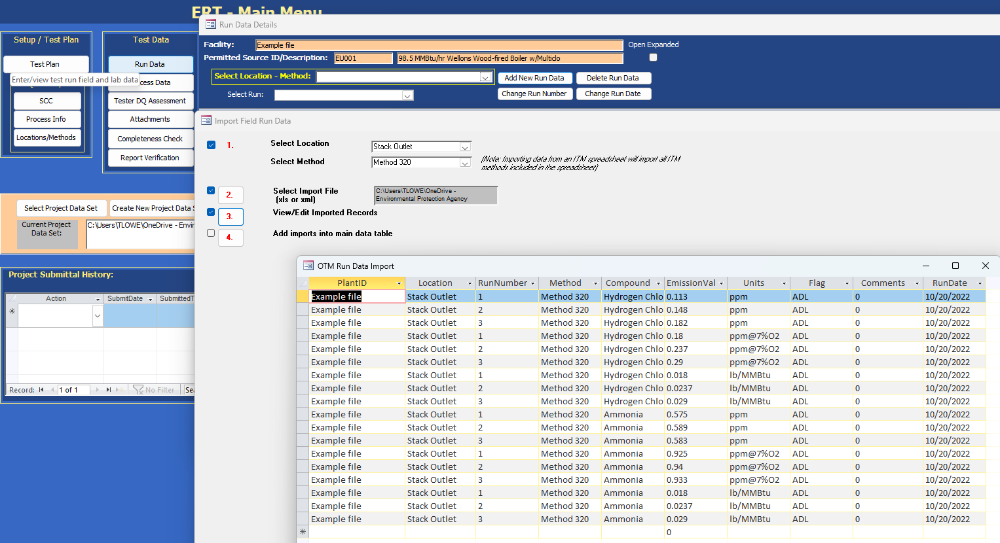 ERT - Main Menu
Setup / Test Plan
Test Plan
Enter/view test run field and lab data
SCC
Process Info
Locations/Methods
Test Data
Run Data
Data
Tester DQ Assessment
Attachments
Completeness Check
Report Verification
Select Project Data Set
Create New Project Data
Current Project
Data Set:
C:\Users\TLOWE\OneDrive - Envir
Project Submittal History:
Action SubmitDate SubmittedT
Record: 1 of 1 No Filter Sea
Run Data Details
Facility: Example file Open Expanded
Permitted Source ID/Description: EU001 98.5 MMBtu/hr Wellons Wood-fired Boiler w/Multiclo
Select Location - Method: Add New Run Data Delete Run Data
Select Run: Change Run Number Change Run Date
Import Field Run Data
1. Select Location Stack Outlet
Select Method Method 320 (Note: Importing data from an ITM spreadsheet will import all ITM
methods included in the spreadsheet)
2. Select Import File C:\Users\TLOWE\OneDrive -
(xls or xml) Environmental Protection Agency
3. View/Edit Imported Records
4. Add imports into main data table
OTM Run Data Import
PlantID Location RunNumber Method Compound EmissionVal Units Flag Comments RunDate
Example file Stack Outlet 1 Method 320 Hydrogen Chlo 0.113 ppm ADL 0 10/20/2022
Example file Stack Outlet 2 Method 320 Hydrogen Chlo 0.148 ppm ADL 0 10/20/2022
Example file Stack Outlet 3 Method 320 Hydrogen Chlo 0.182 ppm ADL 0 10/20/2022
Example file Stack Outlet 1 Method 320 Hydrogen Chlo 0.18 ppm@7%O2 ADL 0 10/20/2022
Example file Stack Outlet 2 Method 320 Hydrogen Chlo 0.237 ppm@7%O2 ADL 0 10/20/2022
Example file Stack Outlet 3 Method 320 Hydrogen Chlo 0.29 ppm@7%O2 ADL 0 10/20/2022
Example file Stack Outlet 1 Method 320 Hydrogen Chlo 0.018 lb/MMBtu ADL 0 10/20/2022
Example file Stack Outlet 2 Method 320 Hydrogen Chlo 0.0237 lb/MMBtu ADL 0 10/20/2022
Example file Stack Outlet 3 Method 320 Hydrogen Chlo 0.029 lb/MMBtu ADL 0 10/20/2022
Example file Stack Outlet 1 Method 320 Ammonia 0.575 ppm ADL 0 10/20/2022
Example file Stack Outlet 2 Method 320 Ammonia 0.589 ppm ADL 0 10/20/2022
Example file Stack Outlet 3 Method 320 Ammonia 0.583 ppm ADL 0 10/20/2022
Example file Stack Outlet 1 Method 320 Ammonia 0.925 ppm@7%O2 ADL 0 10/20/2022
Example file Stack Outlet 2 Method 320 Ammonia 0.94 ppm@7%O2 ADL 0 10/20/2022
Example file Stack Outlet 3 Method 320 Ammonia 0.933 ppm@7%O2 ADL 0 10/20/2022
Example file Stack Outlet 1 Method 320 Ammonia 0.018 lb/MMBtu ADL 0 10/20/2022
Example file Stack Outlet 2 Method 320 Ammonia 0.0237 lb/MMBtu ADL 0 10/20/2022
Example file Stack Outlet 3 Method 320 Ammonia 0.029 lb/MMBtu ADL 0 10/20/2022
0